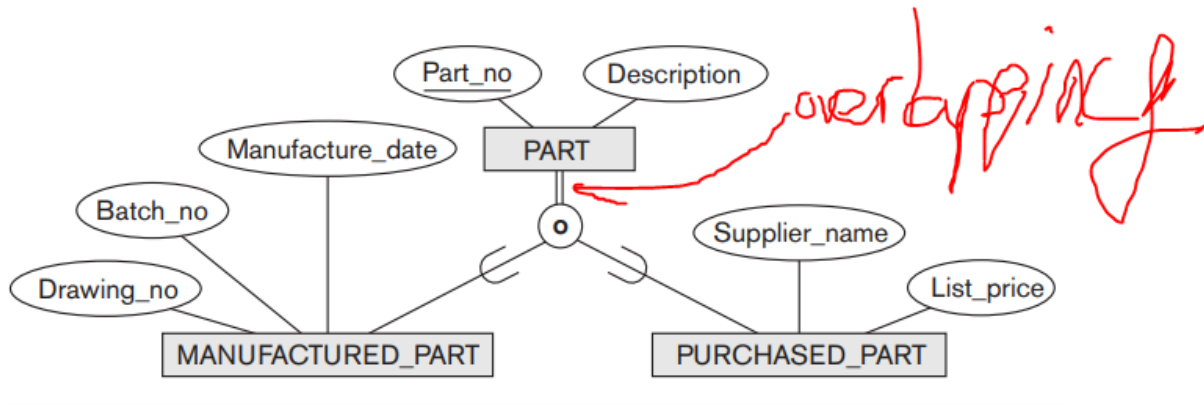 Part_no
Description
overlapping
Manufacture_date
PART
Batch_no
o
Supplier_name
Drawing_no
List_price
MANUFACTURED_PART
PURCHASED_PART